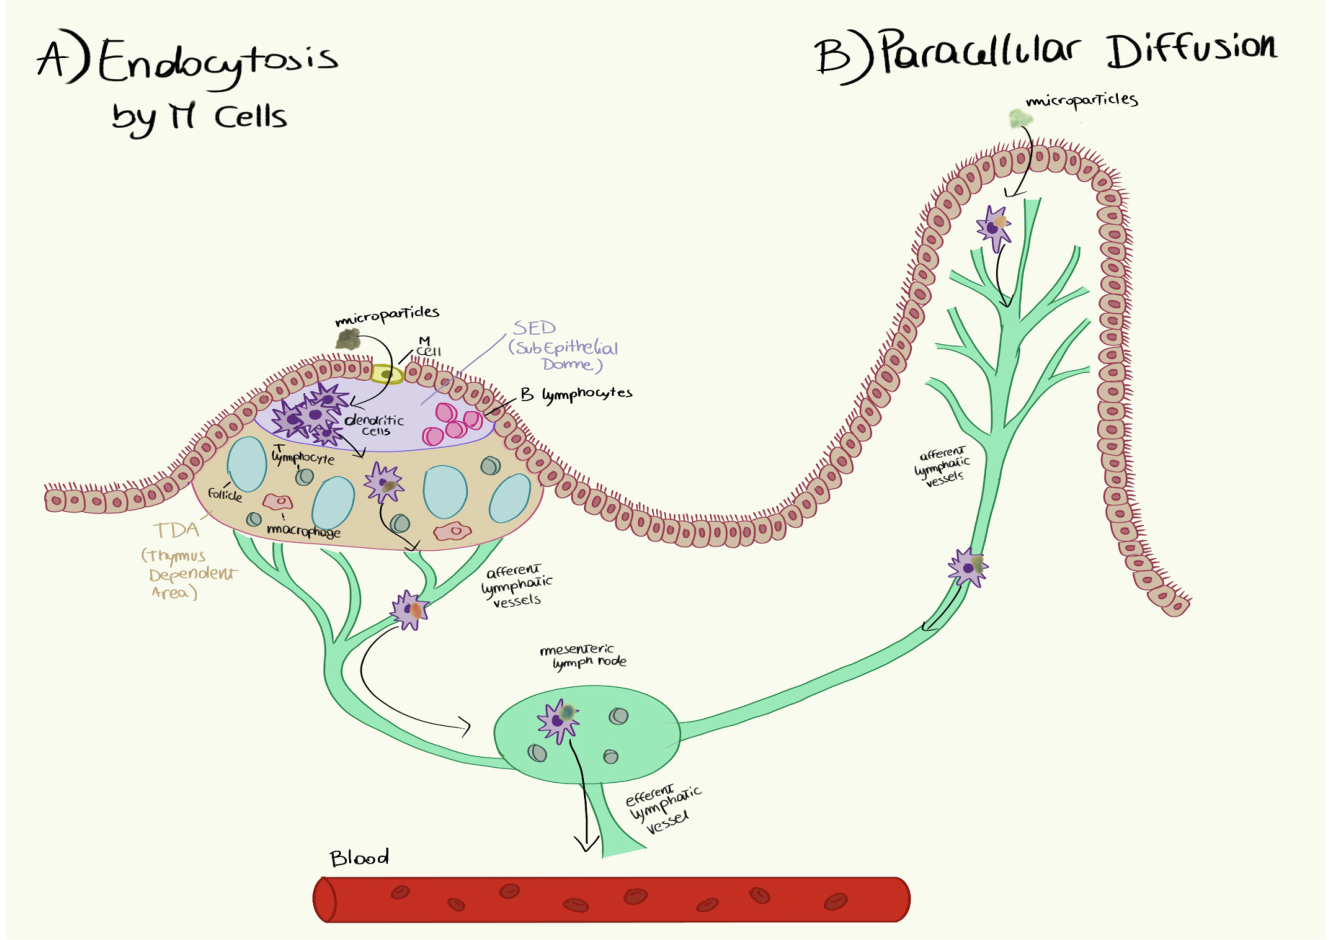 A) Endocytosis
by M Cells
B) Paracellular Diffusion
microparticles
microparticles
M
cell
SED
(SubEpithelial
Domme)
B lymphocytes
dendritic
cells
T
lymphocyte
follicle
macrophage
TDA
(Thymus
Dependent
Area)
afferent
lymphatic
vessels
afferent
lymphatic
vessels
mesenteric
lymph node
efferent
lymphatic
vessel
Blood